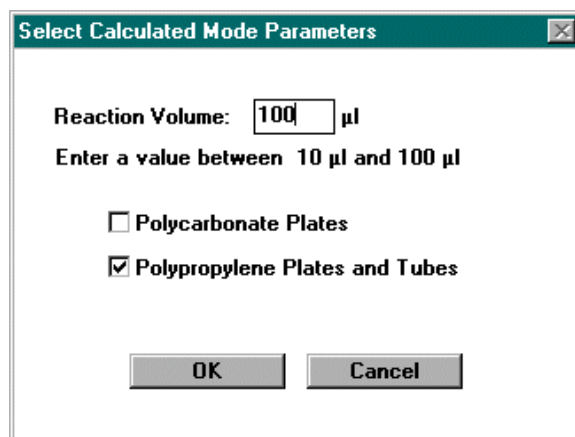 Select Calculated Mode Parameters
Reaction Volume: 100 µl
Enter a value between 10 µl and 100 µl
Polycarbonate Plates
Polypropylene Plates and Tubes
OK Cancel